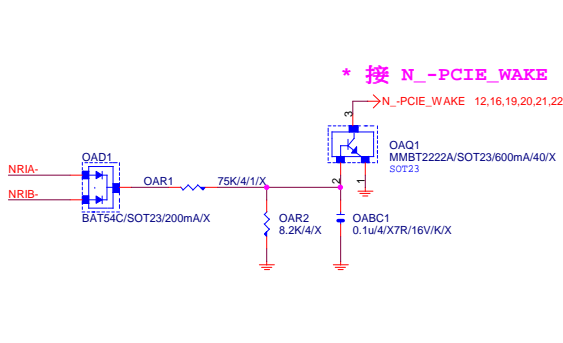 * 接 N_-PCIE_WAKE
N_-PCIE_WAKE 12,16,19,20,21,22
3
OAQ1
MMBT2222A/SOT23/600mA/40/X
SOT23
2
1
OAD1
NRIA-
NRIB-
BAT54C/SOT23/200mA/X
OAR1
75K/4/1/X
OAR2
8.2K/4/X
OABC1
0.1u/4/X7R/16V/K/X